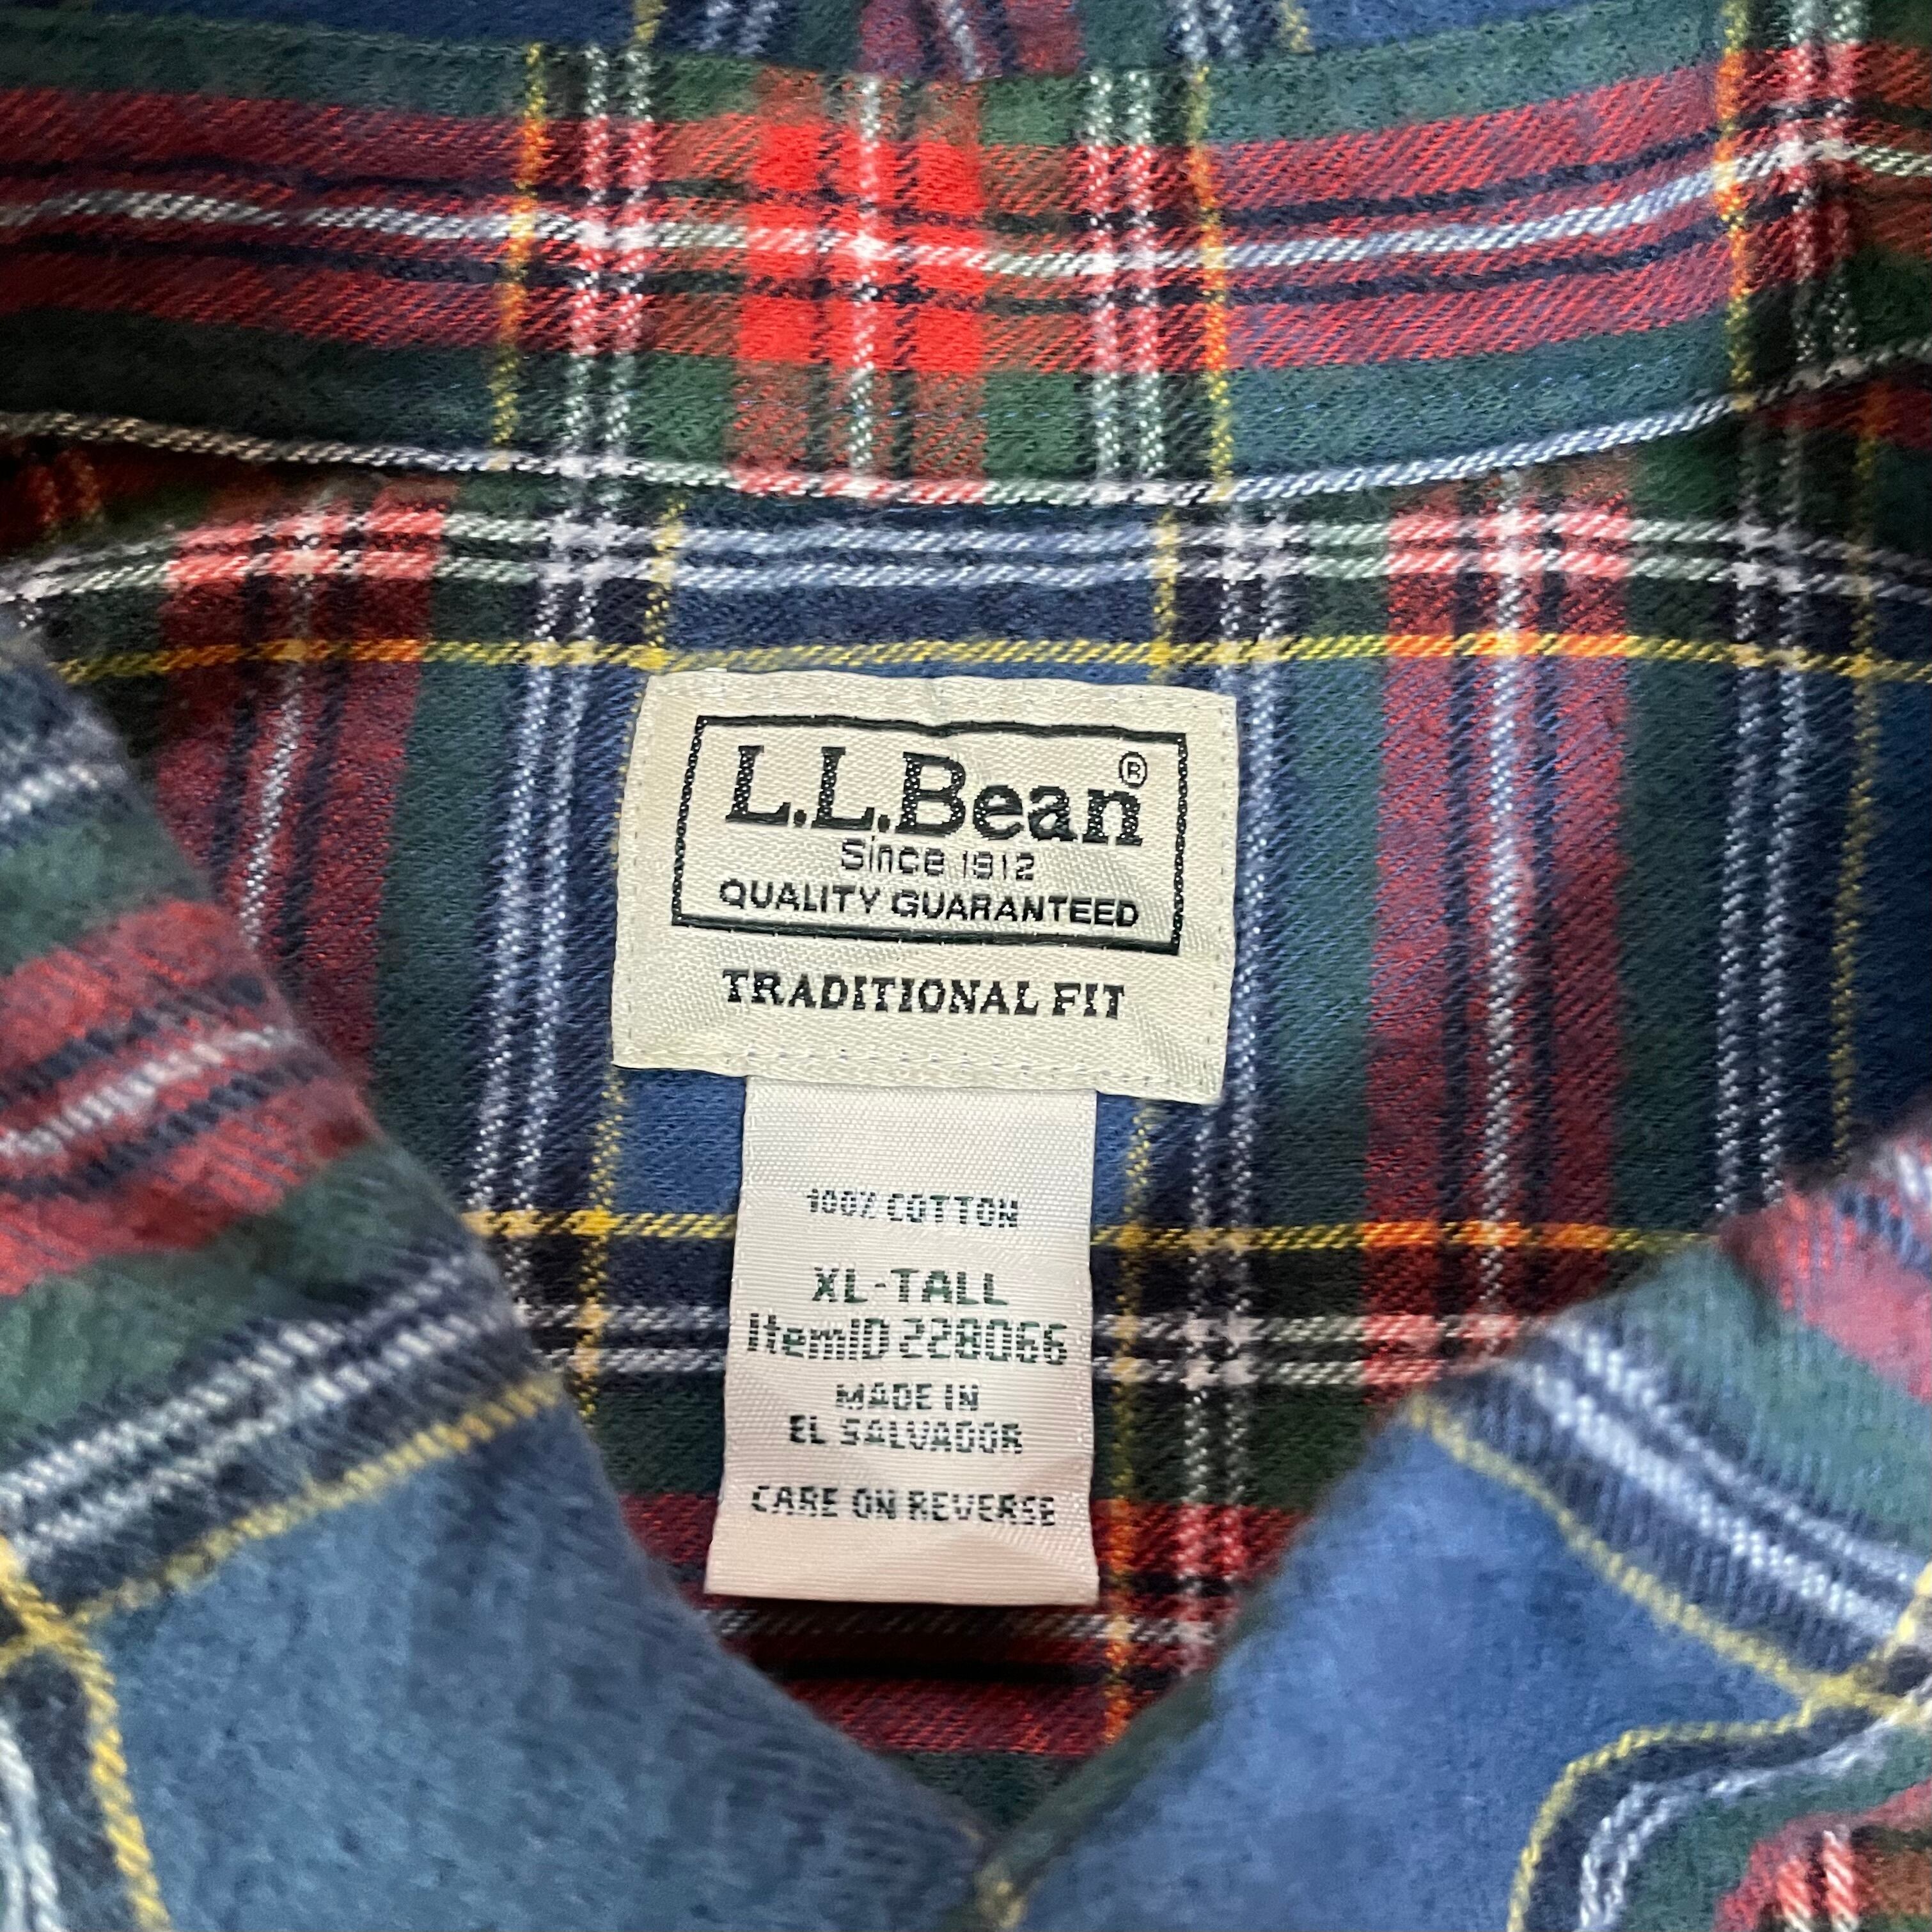 L.L.Bean®
Since 1912
QUALITY GUARANTEED
TRADITIONAL FIT
100% COTTON
XL-TALL
ItemID 228066
MADE IN
EL SALVADOR
CARE ON REVERSE